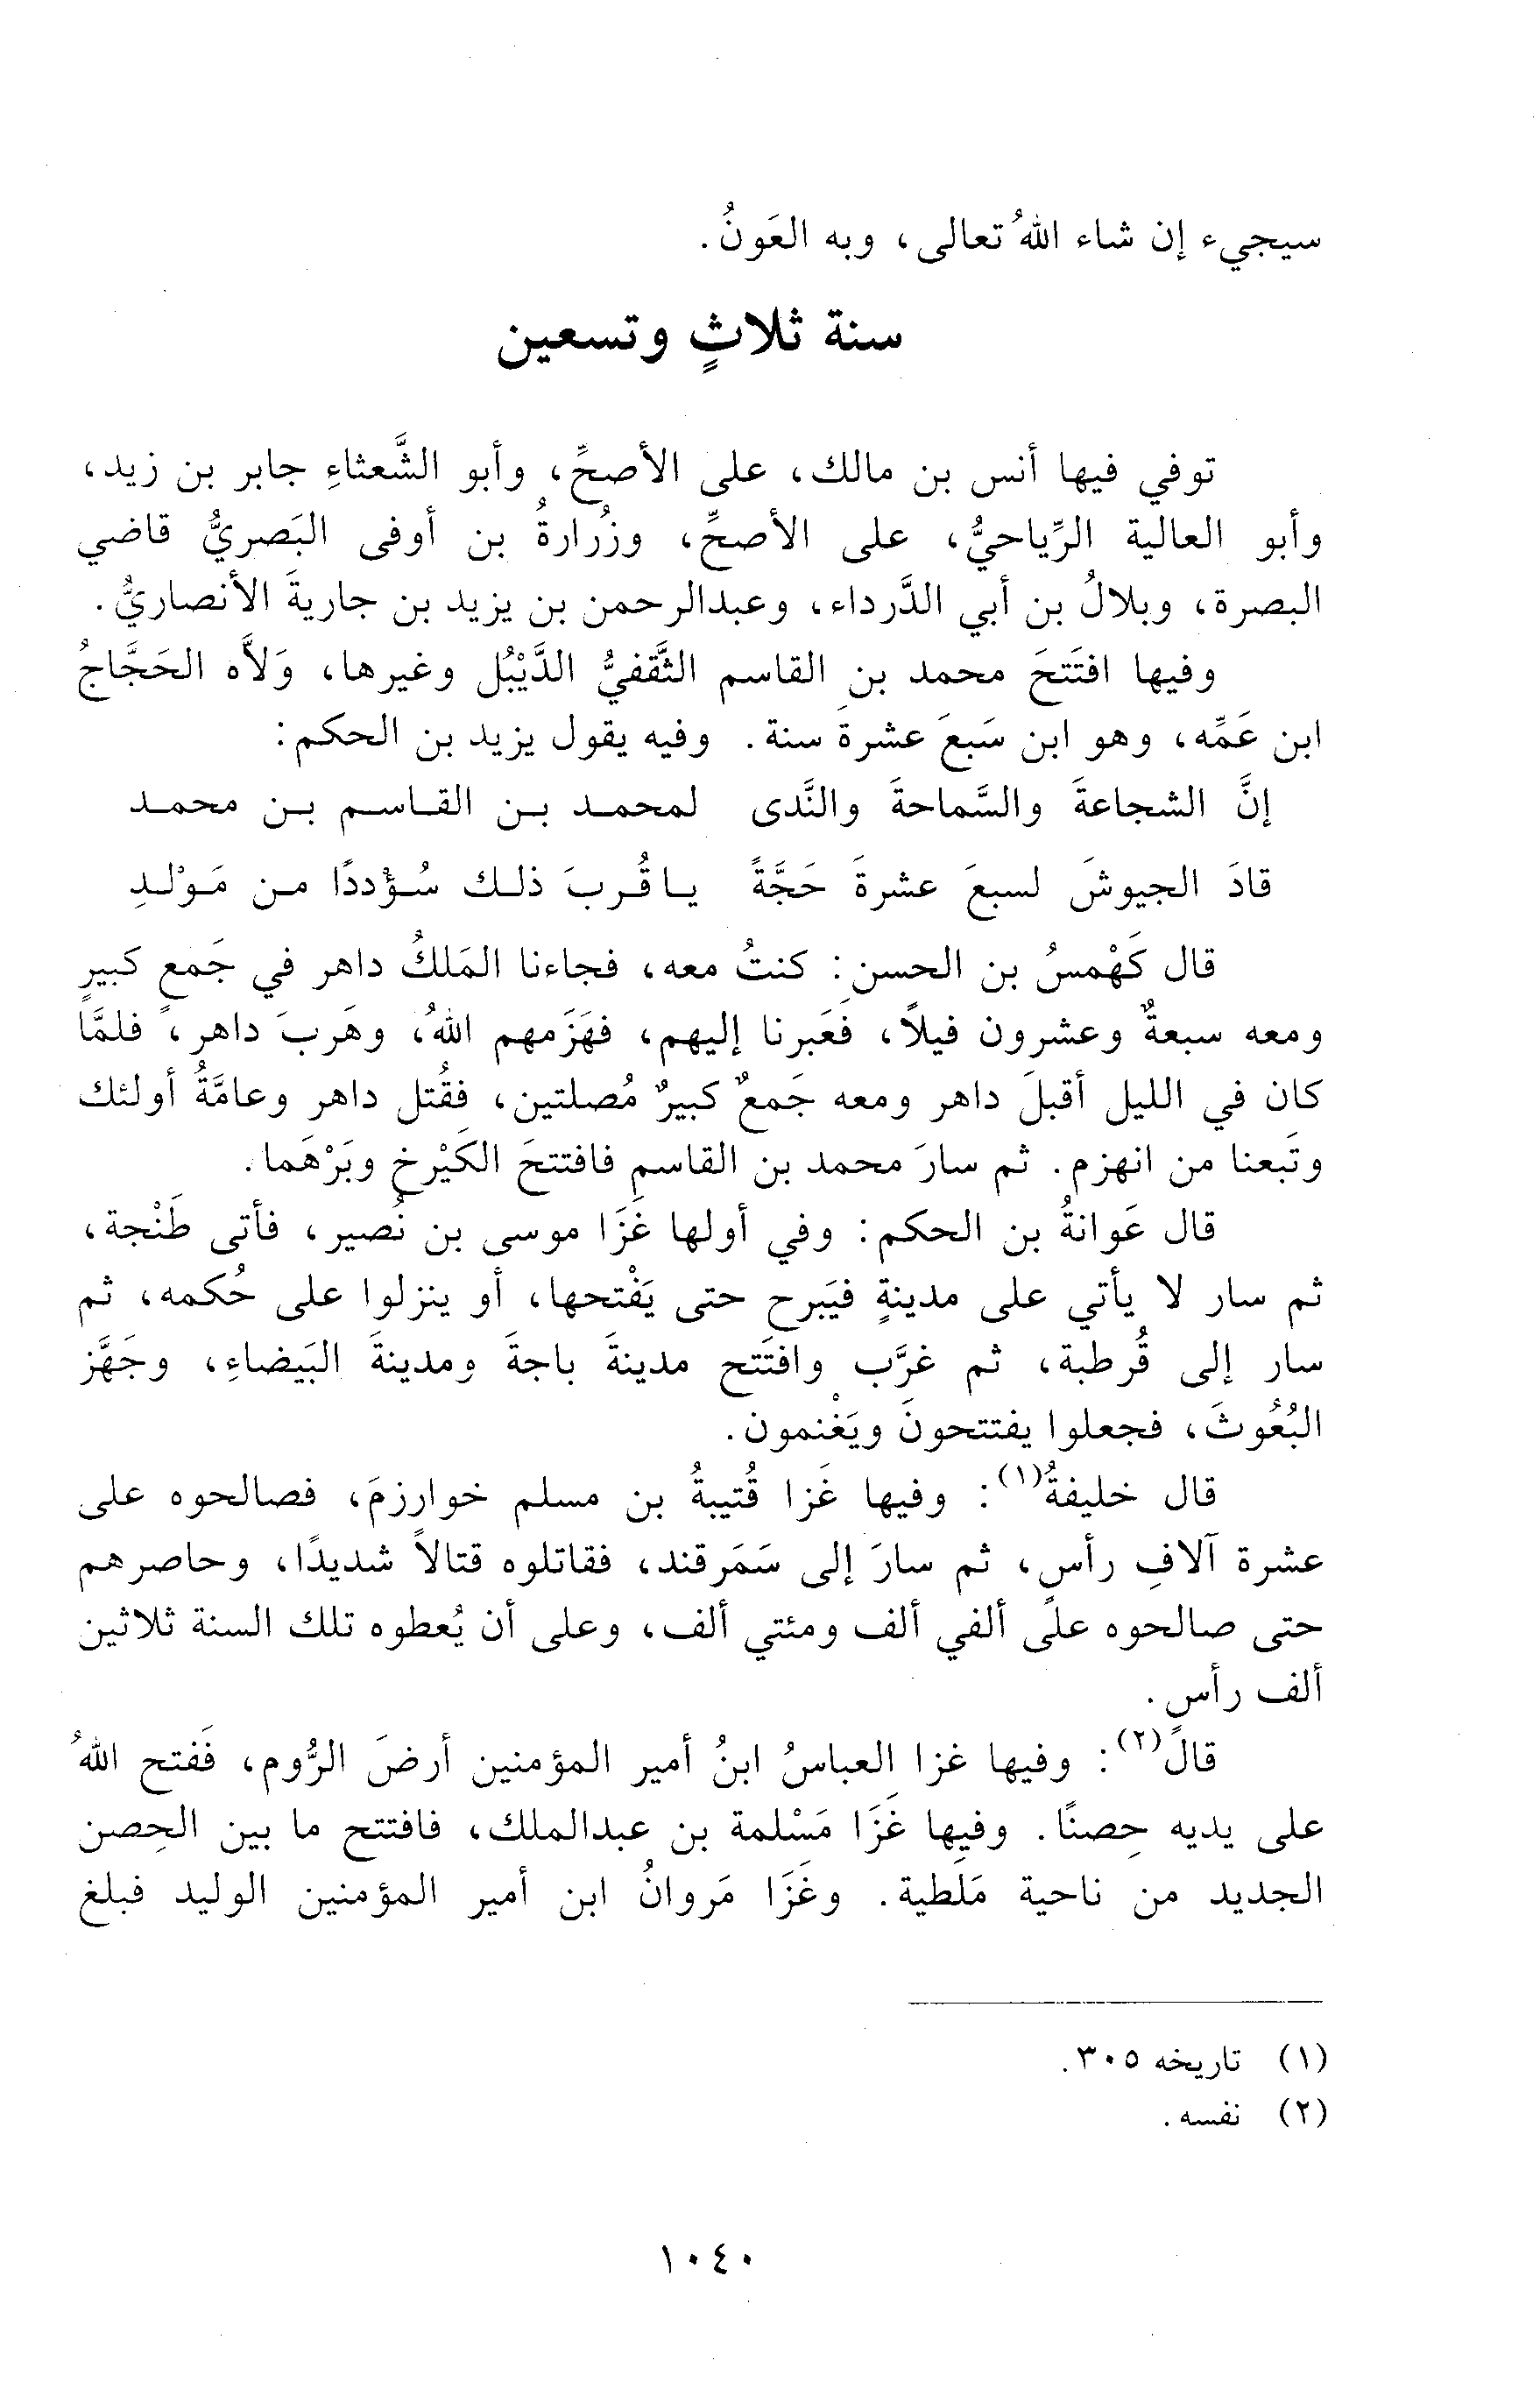 سيجيء إن شاء اللهُ تعالى، وبه العَونُ.
سنة ثلاثٍ وتسعين
توفي فيها أنس بن مالك، على الأصحِّ، وأبو الشَّعثاءِ جابر بن زيد،
وأبو العالية الرِّياحيُّ، على الأصحِّ، وزُرارةُ بن أوفى البَصريُّ قاضي
البصرة، وبلالُ بن أبي الدَّرداء، وعبدالرحمن بن يزيد بن جاريةَ الأنصاريُّ.
وفيها افتَتحَ محمد بن القاسم الثَّقفيُّ الدَّيْبُل وغيرها، وَلاَّه الحَجَّاجُ
ابن عَمِّه، وهو ابن سَبعَ عشرةَ سنة. وفيه يقول يزيد بن الحكم:
إنَّ الشجاعةَ والسَّماحةَ والنَّدى لمحمد بن القاسم بن محمد
قادَ الجيوشَ لسبعَ عشرةَ حَجَّةً يا قُربَ ذلك سُؤددًا من مَوْلدِ
قال كَهْمسُ بن الحسن: كنتُ معه، فجاءنا المَلكُ داهر في جَمعٍ كبيرٍ
ومعه سبعةٌ وعشرون فيلاً، فعَبرنا إليهم، فهَزَمهم اللهُ، وهَربَ داهر، فلمَّا
كان في الليل أقبلَ داهر ومعه جَمعٌ كبيرٌ مُصلتين، فقُتل داهر وعامَّةُ أولئك
وتَبعنا من انهزم. ثم سارَ محمد بن القاسم فافتتحَ الكَيْرخ وبَرْهَما.
قال عَوانةُ بن الحكم: وفي أولها غَزَا موسى بن نُصير، فأتى طَنْجة،
ثم سار لا يأتي على مدينةٍ فيَبرح حتى يَفْتحها، أو ينزلوا على حُكمه، ثم
سار إلى قُرطبة، ثم غرَّب وافتَتح مدينةَ باجةَ ومدينةَ البَيضاءِ، وجَهَّز
البُعُوثَ، فجعلوا يفتتحونَ ويَغْنمون.
قال خليفةُ(١): وفيها غَزا قُتيبةُ بن مسلم خوارزمَ، فصالحوه على
عشرة آلافِ رأسٍ، ثم سارَ إلى سَمَرقند، فقاتلوه قتالاً شديدًا، وحاصرهم
حتى صالحوه على ألفي ألف ومئتي ألف، وعلى أن يُعطوه تلك السنة ثلاثين
ألف رأس.
قال(٢): وفيها غزا العباسُ ابنُ أمير المؤمنين أرضَ الرُّوم، فَفتح اللهُ
على يديه حِصنًا. وفيها غَزَا مَسْلمة بن عبدالملك، فافتتح ما بين الحِصن
الجديد من ناحية مَلَطية. وغَزَا مَروانُ ابن أمير المؤمنين الوليد فبلغ
(١) تاريخه ٣٠٥.
(٢) نفسه.
١٠٤٠